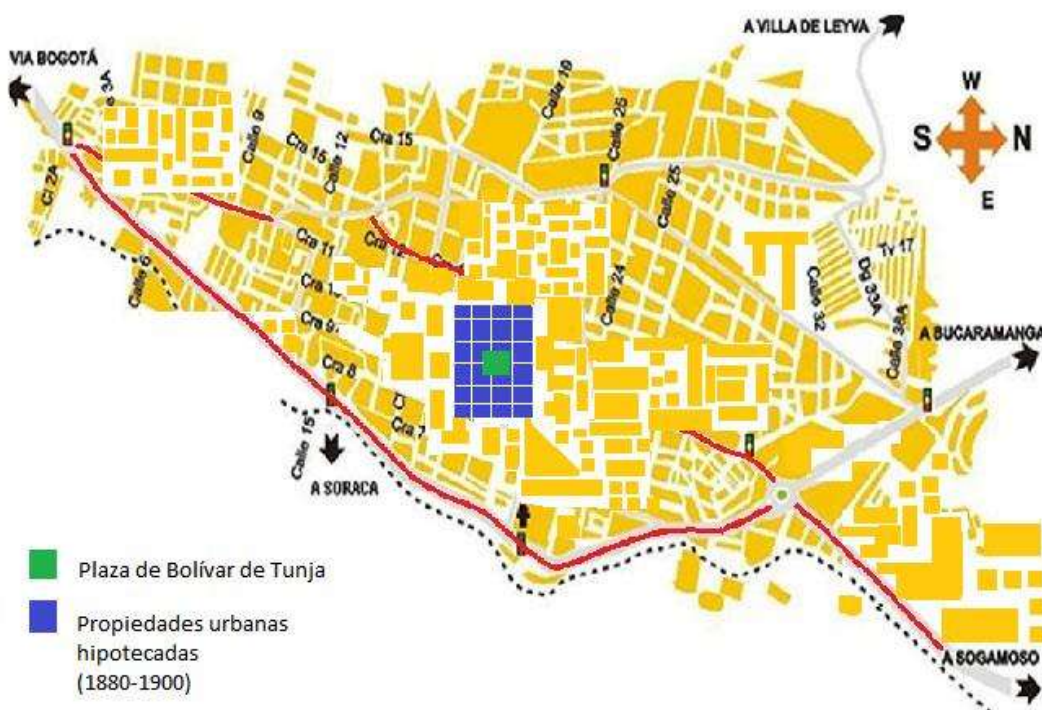 A VILLA DE LEYVA
VIA BOGOTÁ
W
S
N
E
Calle 9
Cra 15
Calle 12
Cra 15
Calle 19
Calle 25
Calle 25
Cl 2A
Calle 6
Cra 11
Cra 12
Cra 9
Cra 8
Cra 7
Calle 24
Calle 32
Tv 17
Dg 33A
Calle 38A
A BUCARAMANGA
Calle 15
A SORACA
Plaza de Bolívar de Tunja
Propiedades urbanas
hipotecadas
(1880-1900)
A SOGAMOSO